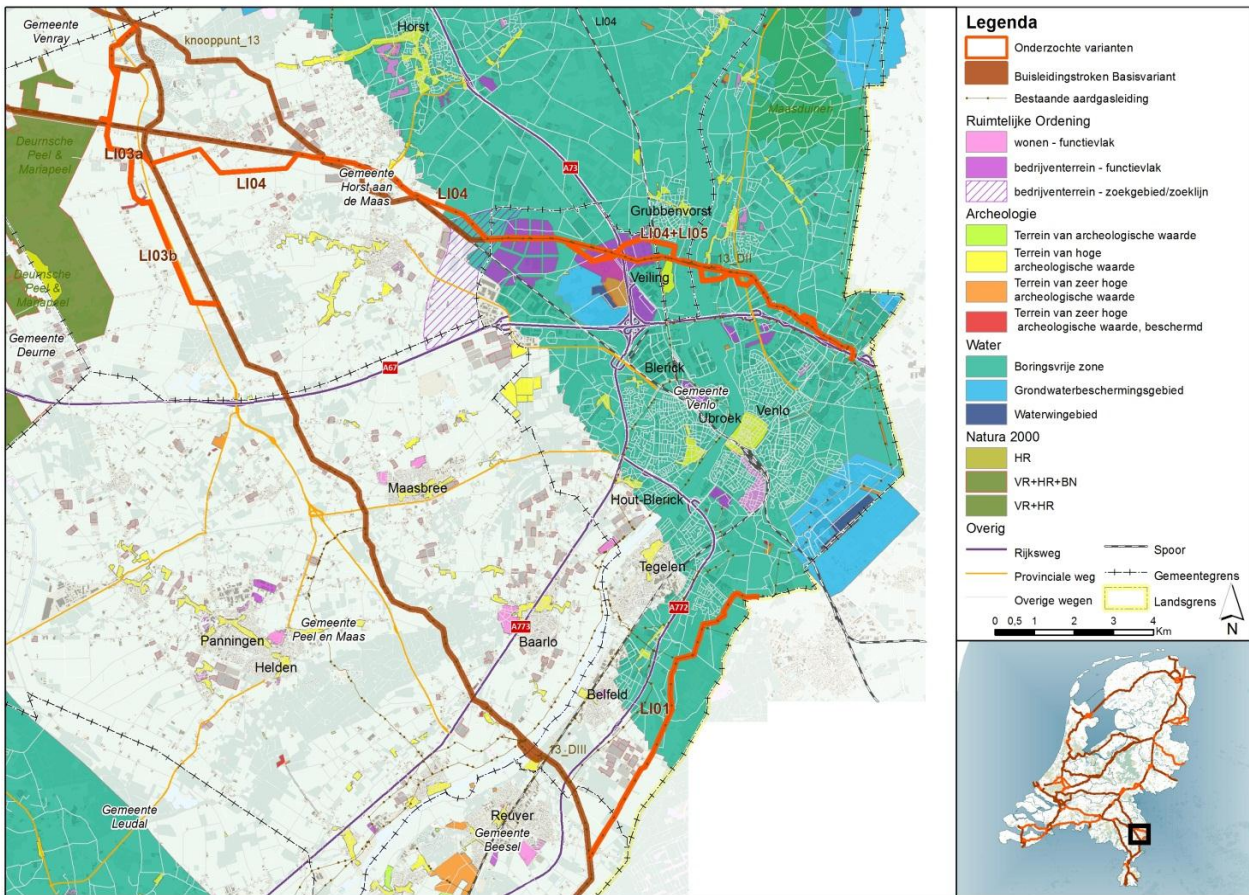 Gemeente
Venray
knooppunt_13
Horst
LI04
Maasduinen
A73
Deurnsche
Peel &
Mariapeel
LI03a
LI04
Gemeente
Horst aan
de Maas
LI04
Grubbenvorst
LI04+LI05
13_DII
Veiling
LI03b
Deurnsche
Peel &
Mariapeel
Gemeente
Deurne
A67
Blerick
Gemeente
Venlo
Ubroek
Venlo
Maasbree
Hout-Blerick
Tegelen
A772
Gemeente
Peel en Maas
Panningen
Helden
A773
Baarlo
Belfeld
LI01
13_DIII
Gemeente
Leudal
Reuver
Gemeente
Beesel
Legenda
Onderzochte varianten
Buisleidingstroken Basisvariant
Bestaande aardgasleiding
Ruimtelijke Ordening
wonen - functievlak
bedrijventerrein - functievlak
bedrijventerrein - zoekgebied/zoeklijn
Archeologie
Terrein van archeologische waarde
Terrein van hoge
archeologische waarde
Terrein van zeer hoge
archeologische waarde
Terrein van zeer hoge
archeologische waarde, beschermd
Water
Boringsvrije zone
Grondwaterbeschermingsgebied
Waterwingebied
Natura 2000
HR
VR+HR+BN
VR+HR
Overig
Rijksweg
Spoor
Provinciale weg
Gemeentegrens
Overige wegen
Landsgrens
0 0,5 1 2 3 4
Km
N